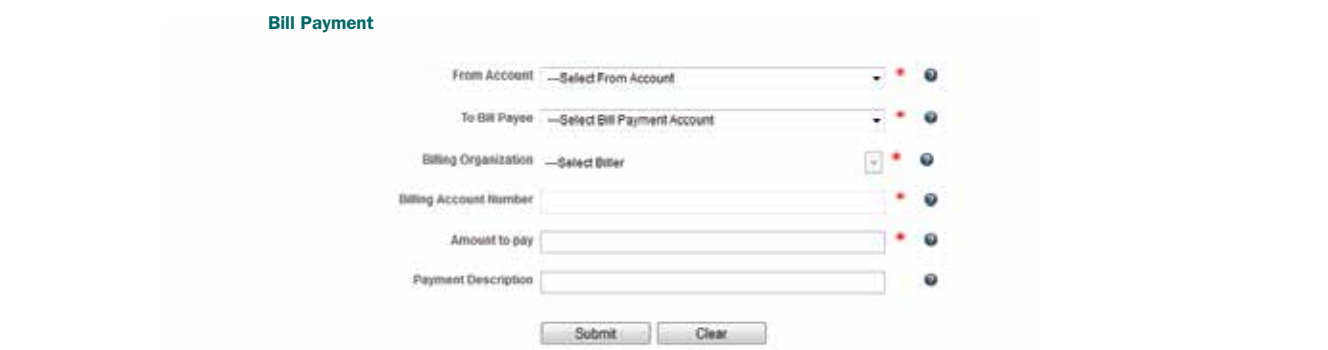 Bill Payment
From Account ---Select From Account *
To Bill Payee ---Select Bill Payment Account *
Billing Organization ---Select Biller *
Billing Account Number *
Amount to pay *
Payment Description
Submit Clear